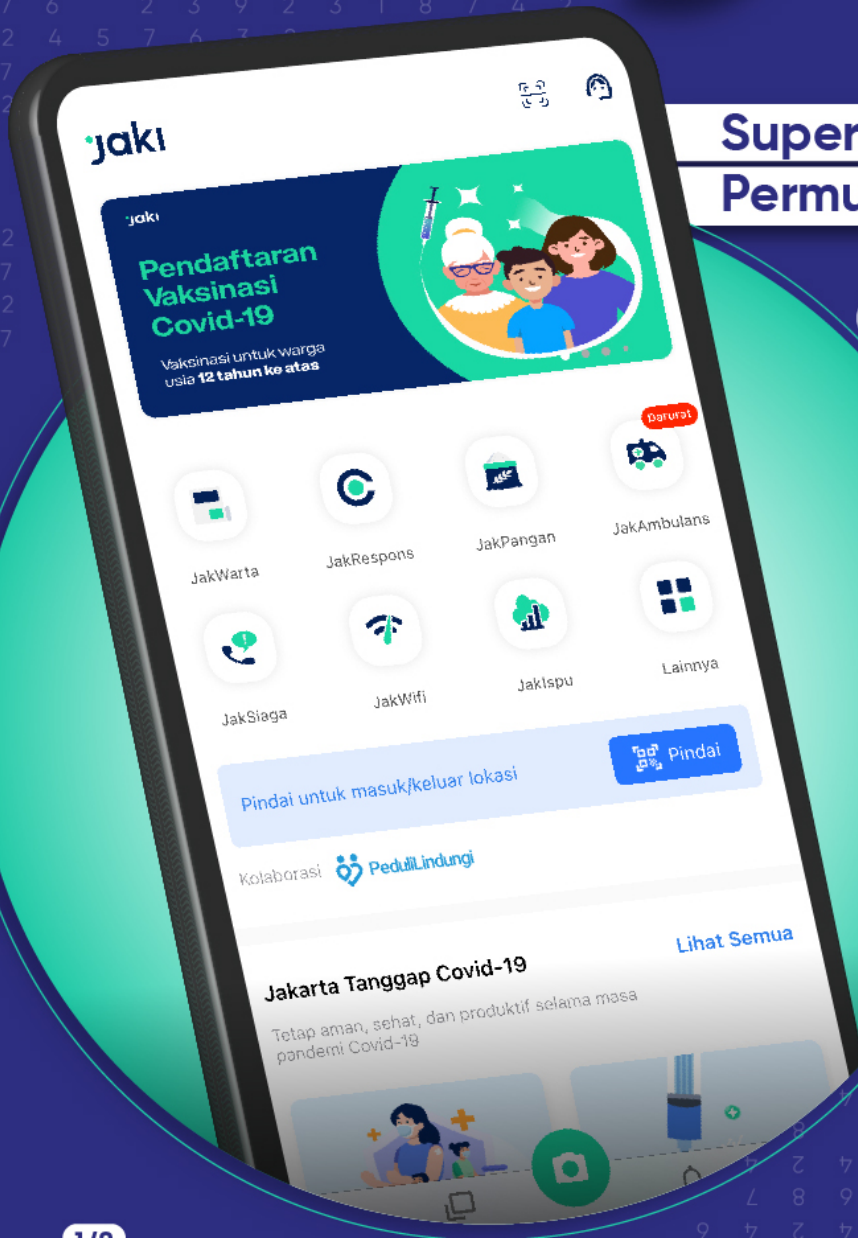 jaki
Super
Permu
jaki
Pendaftaran
Vaksinasi
Covid-19
Vaksinasi untuk warga
usia 12 tahun ke atas
Darurat
JakWarta
JakRespons
JakPangan
JakAmbulans
JakSiaga
JakWifi
JakIspu
Lainnya
Pindai untuk masuk/keluar lokasi
Pindai
Kolaborasi PeduliLindungi
Jakarta Tanggap Covid-19
Lihat Semua
Tetap aman, sehat, dan produktif selama masa
pandemi Covid-19